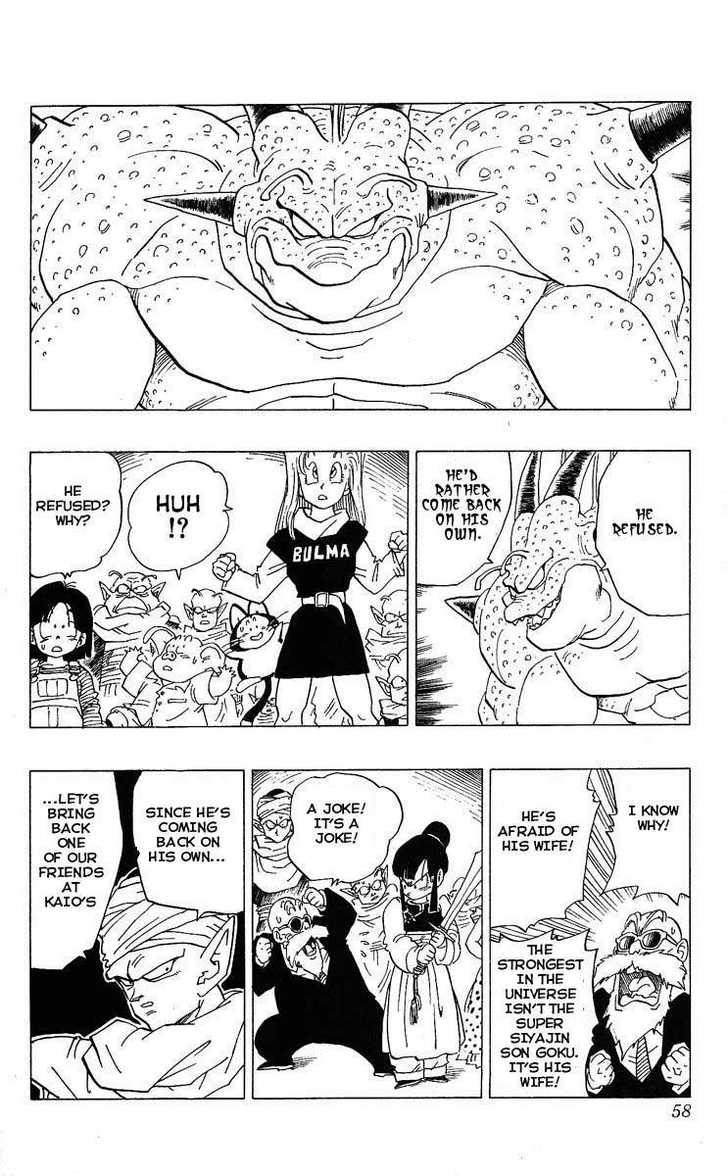 HE
REFUSED.
HE'D
RATHER
COME BACK
ON HIS
OWN.
HUH
!?
BULMA
HE
REFUSED?
WHY?
I KNOW
WHY!
HE'S
AFRAID OF
HIS WIFE!
THE
STRONGEST
IN THE
UNIVERSE
ISN'T THE
SUPER
SIYAJIN
SON GOKU.
IT'S HIS
WIFE!
A JOKE!
IT'S A
JOKE!
SINCE HE'S
COMING
BACK ON
HIS OWN...
...LET'S
BRING
BACK
ONE
OF OUR
FRIENDS
AT
KAIO'S
58